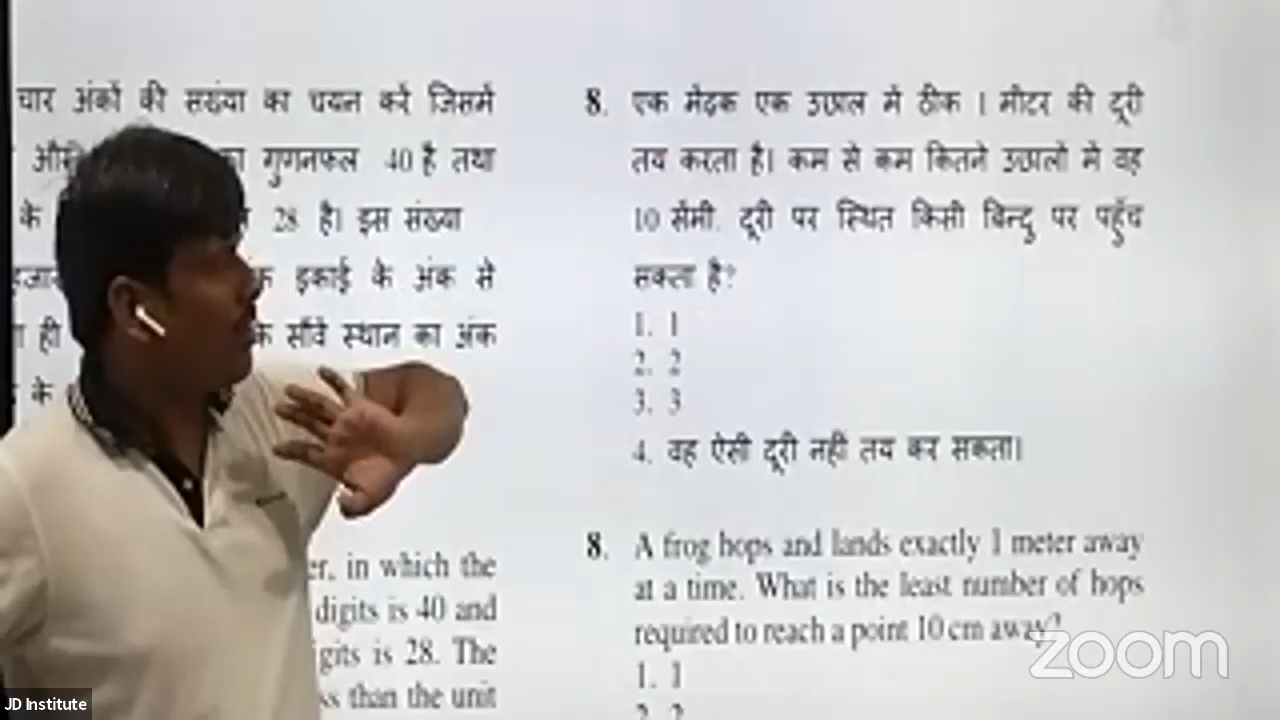 चार अंकों की संख्या का चयन करें जिसमें
गुणनफल 40 है तथा
के 28 है। इस संख्या
इकाई के अंक से
ही के सौवें स्थान का अंक
के
er, in which the
digits is 40 and
gits is 28. The
ss than the unit
8. एक मेंढ़क एक उछाल में ठीक 1 मीटर की दूरी
तय करता है। कम से कम कितने उछालों में वह
10 सेंमी. दूरी पर स्थित किसी बिन्दु पर पहुँच
सकता है?
1. 1
2. 2
3. 3
4. वह ऐसी दूरी नहीं तय कर सकता।
8. A frog hops and lands exactly 1 meter away
at a time. What is the least number of hops
required to reach a point 10 cm away?
1. 1
2. 2
zoom
JD Institute